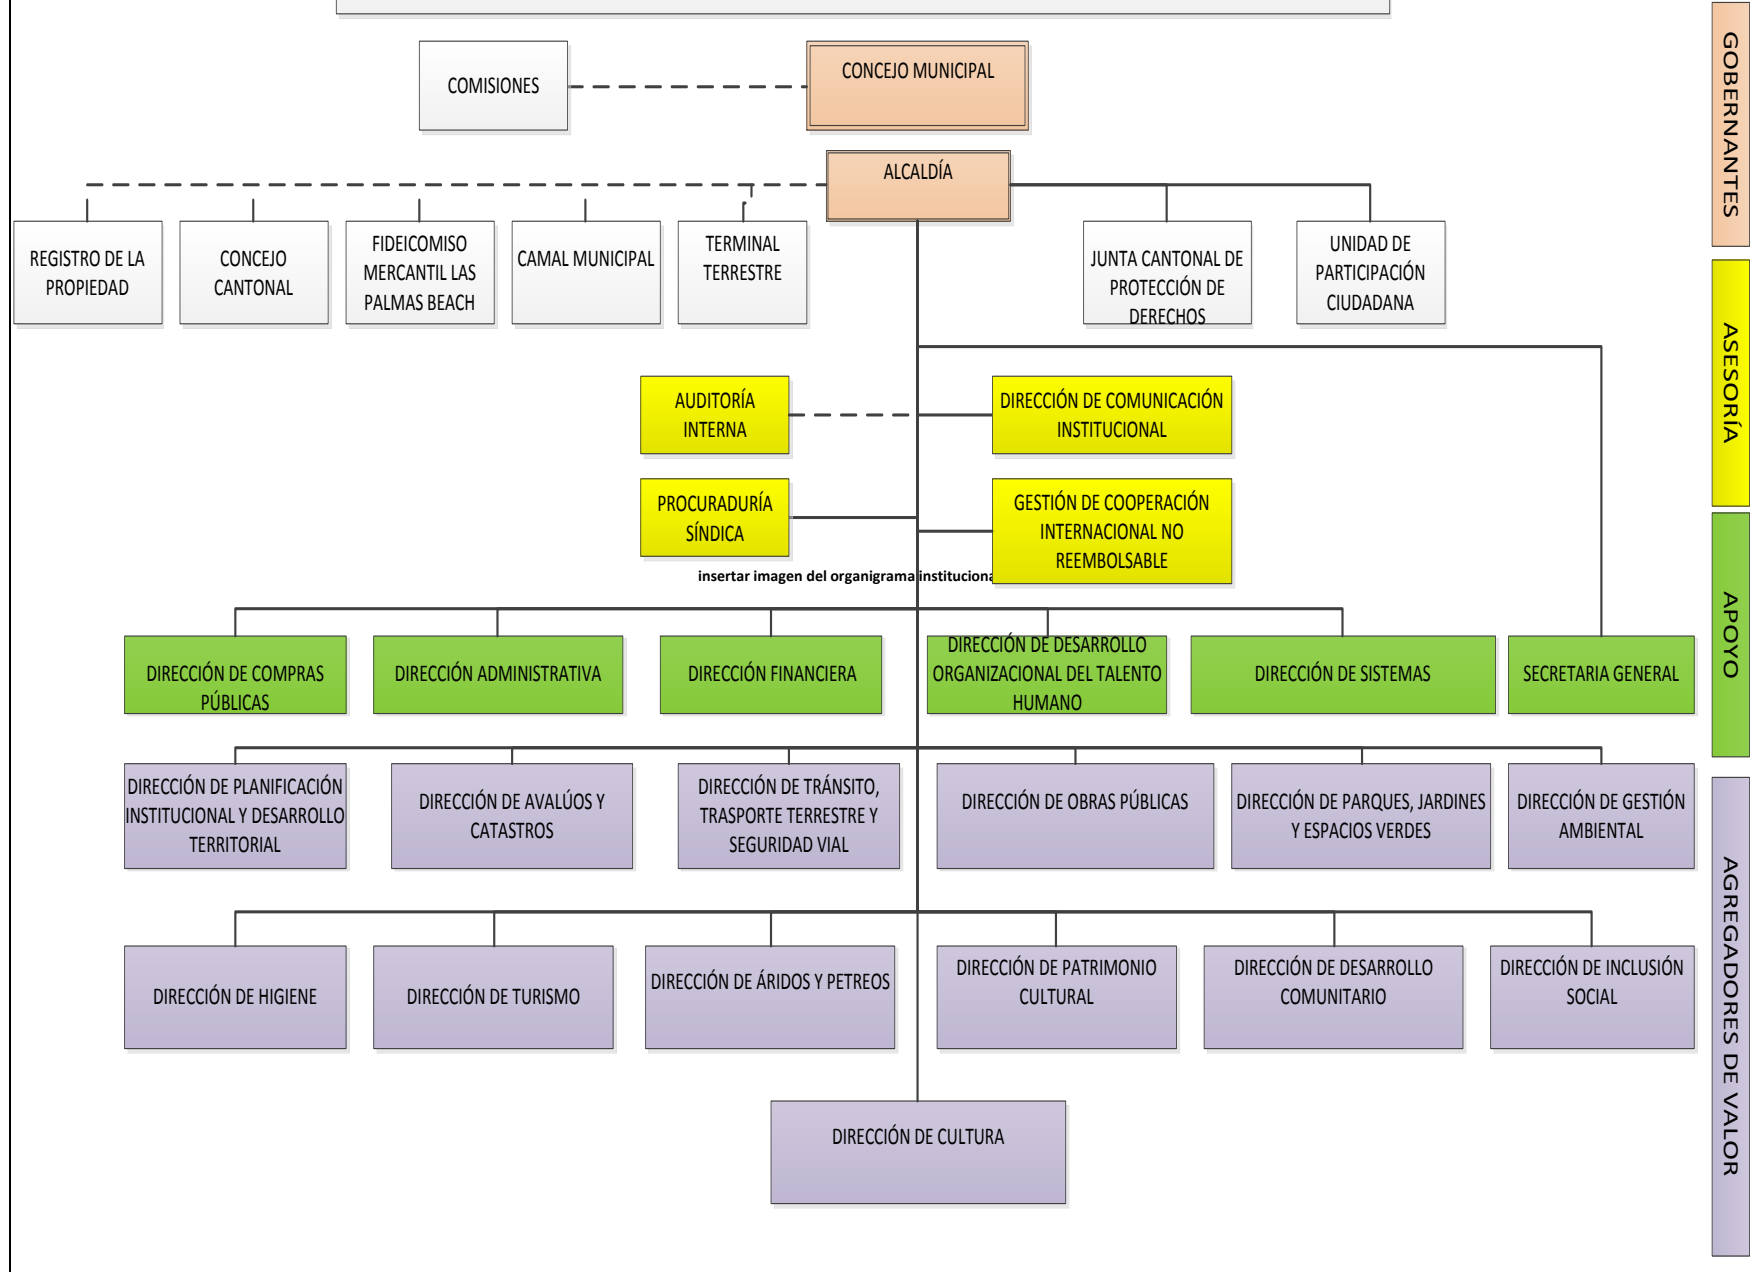 GOBERNANTES
COMISIONES
CONCEJO MUNICIPAL
ALCALDÍA
REGISTRO DE LA
PROPIEDAD
CONCEJO
CANTONAL
FIDEICOMISO
MERCANTIL LAS
PALMAS BEACH
CAMAL MUNICIPAL
TERMINAL
TERRESTRE
JUNTA CANTONAL DE
PROTECCIÓN DE
DERECHOS
UNIDAD DE
PARTICIPACIÓN
CIUDADANA
ASESORÍA
AUDITORÍA
INTERNA
DIRECCIÓN DE COMUNICACIÓN
INSTITUCIONAL
PROCURADURÍA
SÍNDICA
GESTIÓN DE COOPERACIÓN
INTERNACIONAL NO
REEMBOLSABLE
insertar imagen del organigrama instituciona
APOYO
DIRECCIÓN DE COMPRAS
PÚBLICAS
DIRECCIÓN ADMINISTRATIVA
DIRECCIÓN FINANCIERA
DIRECCIÓN DE DESARROLLO
ORGANIZACIONAL DEL TALENTO
HUMANO
DIRECCIÓN DE SISTEMAS
SECRETARIA GENERAL
AGREGADORES DE VALOR
DIRECCIÓN DE PLANIFICACIÓN
INSTITUCIONAL Y DESARROLLO
TERRITORIAL
DIRECCIÓN DE AVALÚOS Y
CATASTROS
DIRECCIÓN DE TRÁNSITO,
TRASPORTE TERRESTRE Y
SEGURIDAD VIAL
DIRECCIÓN DE OBRAS PÚBLICAS
DIRECCIÓN DE PARQUES, JARDINES
Y ESPACIOS VERDES
DIRECCIÓN DE GESTIÓN
AMBIENTAL
DIRECCIÓN DE HIGIENE
DIRECCIÓN DE TURISMO
DIRECCIÓN DE ÁRIDOS Y PETREOS
DIRECCIÓN DE PATRIMONIO
CULTURAL
DIRECCIÓN DE DESARROLLO
COMUNITARIO
DIRECCIÓN DE INCLUSIÓN
SOCIAL
DIRECCIÓN DE CULTURA